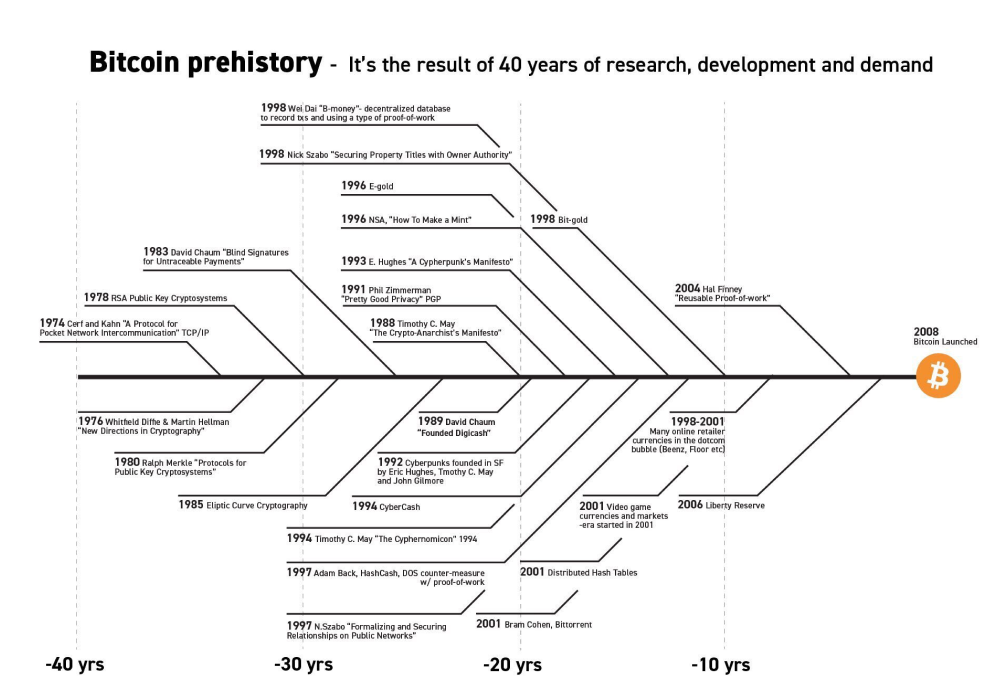 Bitcoin prehistory - It's the result of 40 years of research, development and demand
1998 Wei Dai "B-money"- decentralized database
to record txs and using a type of proof-of-work
1998 Nick Szabo "Securing Property Titles with Owner Authority"
1996 E-gold
1996 NSA, "How To Make a Mint"
1998 Bit-gold
1983 David Chaum "Blind Signatures
for Untraceable Payments"
1993 E. Hughes "A Cypherpunk's Manifesto"
1978 RSA Public Key Cryptosystems
1991 Phil Zimmerman
"Pretty Good Privacy" PGP
2004 Hal Finney
"Reusable Proof-of-work"
1974 Cerf and Kahn "A Protocol for
Pocket Network Intercommunication" TCP/IP
1988 Timothy C. May
"The Crypto-Anarchist's Manifesto"
2008
Bitcoin Launched
1976 Whitfield Diffe & Martin Hellman
"New Directions in Cryptography"
1989 David Chaum
"Founded Digicash"
1998-2001
Many online retailer
currencies in the dotcom
bubble (Beenz, Floor etc)
1980 Ralph Merkle "Protocols for
Public Key Cryptosystems"
1992 Cyberpunks founded in SF
by Eric Hughes, Tmothy C. May
and John Gilmore
1985 Eliptic Curve Cryptography
1994 CyberCash
2001 Video game
currencies and markets
-era started in 2001
2006 Liberty Reserve
1994 Timothy C. May "The Cyphernomicon" 1994
1997 Adam Back, HashCash, DOS counter-measure
w/ proof-of-work
2001 Distributed Hash Tables
1997 N.Szabo "Formalizing and Securing
Relationships on Public Networks"
2001 Bram Cohen, Bittorrent
-40 yrs
-30 yrs
-20 yrs
-10 yrs